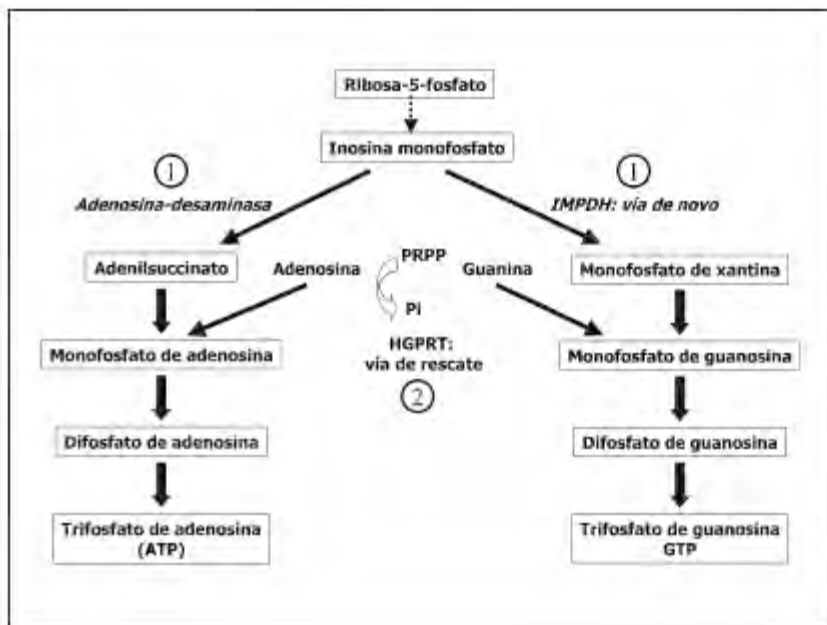 Ribosa-5-fosfato
Inosina monofosfato
1
1
Adenosina-desaminasa
IMPDH: vía de novo
Adenilsuccinato
Adenosina
PRPP
Guanina
Monofosfato de xantina
Pi
HGPRT:
vía de rescate
2
Monofosfato de adenosina
Monofosfato de guanosina
Difosfato de adenosina
Difosfato de guanosina
Trifosfato de adenosina
(ATP)
Trifosfato de guanosina
GTP